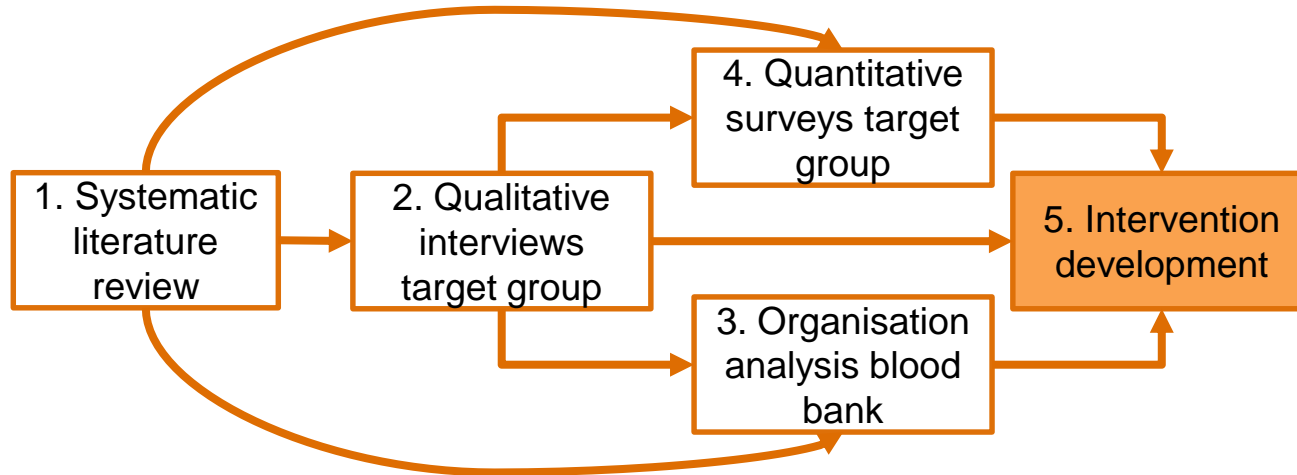 1. Systematic
literature
review
2. Qualitative
interviews
target group
3. Organisation
analysis blood
bank
4. Quantitative
surveys target
group
5. Intervention
development